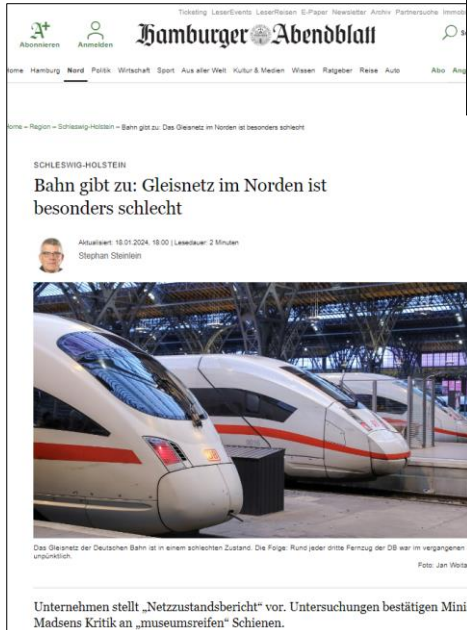 Ticketing LeserEvents LeserReisen E-Paper Newsletter Archiv Partnersuche Immob
Abonnieren
Anmelden
Hamburger Abendblatt
Home Hamburg Nord Politik Wirtschaft Sport Aus aller Welt Kultur & Medien Wissen Ratgeber Reise Auto Abo Ang
Home – Region – Schleswig-Holstein – Bahn gibt zu: Das Gleisnetz im Norden ist besonders schlecht
SCHLESWIG-HOLSTEIN
Bahn gibt zu: Gleisnetz im Norden ist
besonders schlecht
Aktualisiert: 18.01.2024, 18:00 | Lesedauer: 2 Minuten
Stephan Steinlein
DB
Das Gleisnetz der Deutschen Bahn ist in einem schlechten Zustand. Die Folge: Rund jeder dritte Fernzug der DB war im vergangenen
unpünktlich.
Foto: Jan Woita
Unternehmen stellt „Netzzustandsbericht“ vor. Untersuchungen bestätigen Mini
Madsens Kritik an „museumsreifen“ Schienen.